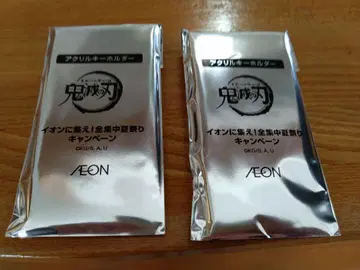 アクリルキーホルダー
鬼滅の刃
イオンに集え!全集中夏祭り
キャンペーン
©KG/S,A,U
ÆON
アクリルキーホルダー
鬼滅の刃
イオンに集え!全集中夏祭り
キャンペーン
©KG/S,A,U
ÆON